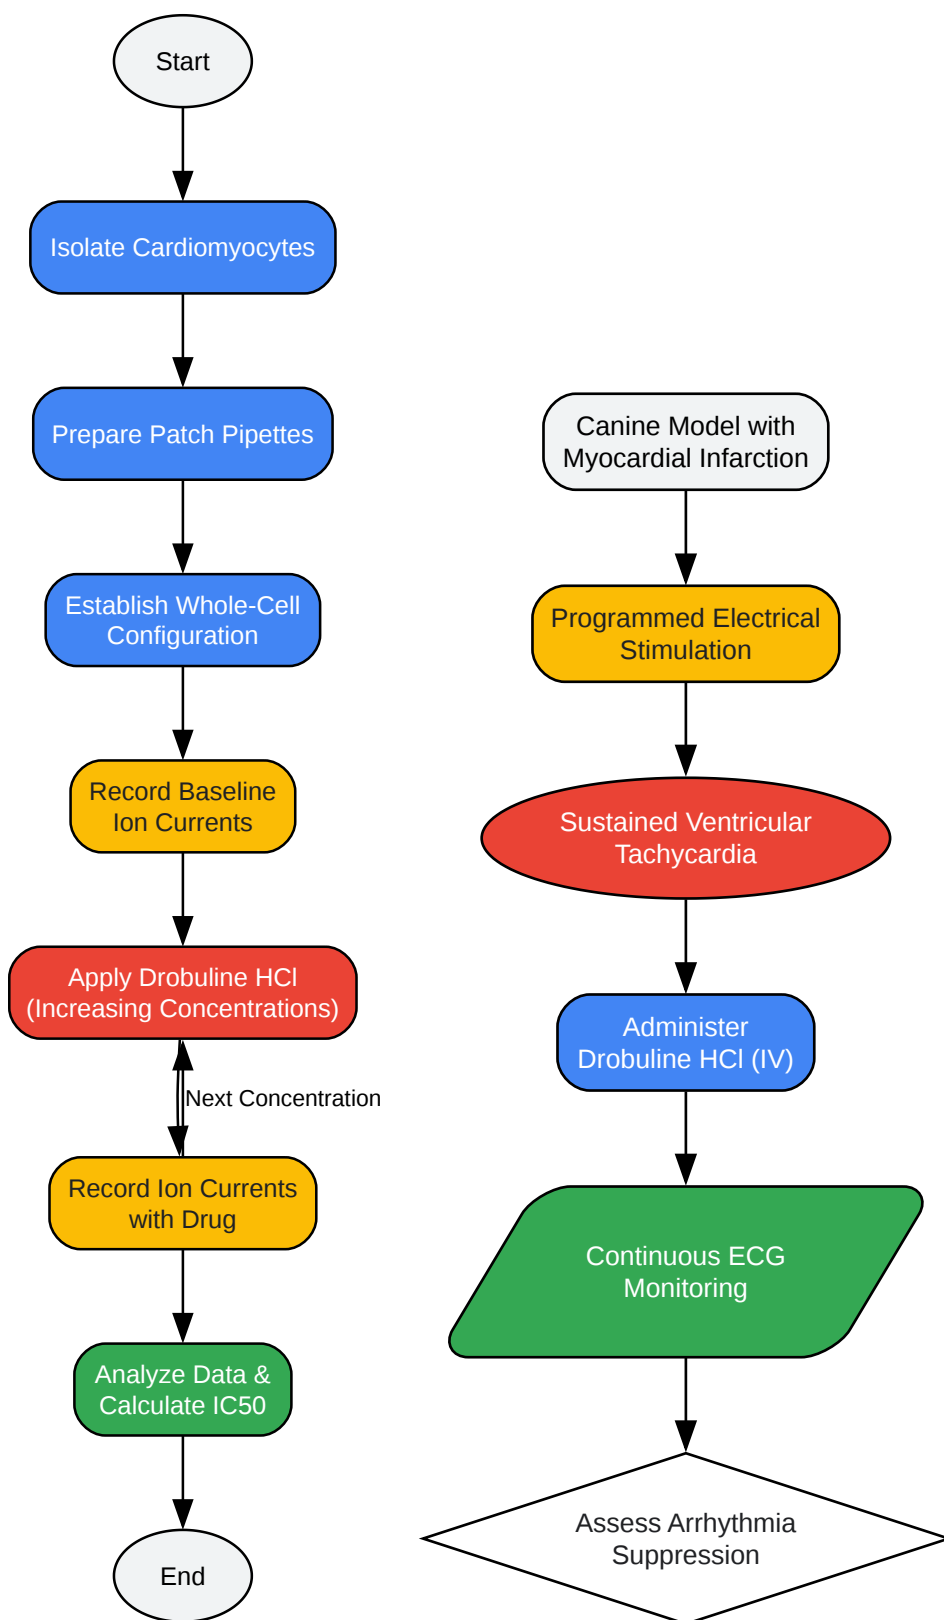 Start
Isolate Cardiomyocytes
Prepare Patch Pipettes
Establish Whole-Cell
Configuration
Record Baseline
Ion Currents
Apply Drobuline HCl
(Increasing Concentrations)
Next Concentration
Record Ion Currents
with Drug
Analyze Data &
Calculate IC50
End
Canine Model with
Myocardial Infarction
Programmed Electrical
Stimulation
Sustained Ventricular
Tachycardia
Administer
Drobuline HCl (IV)
Continuous ECG
Monitoring
Assess Arrhythmia
Suppression